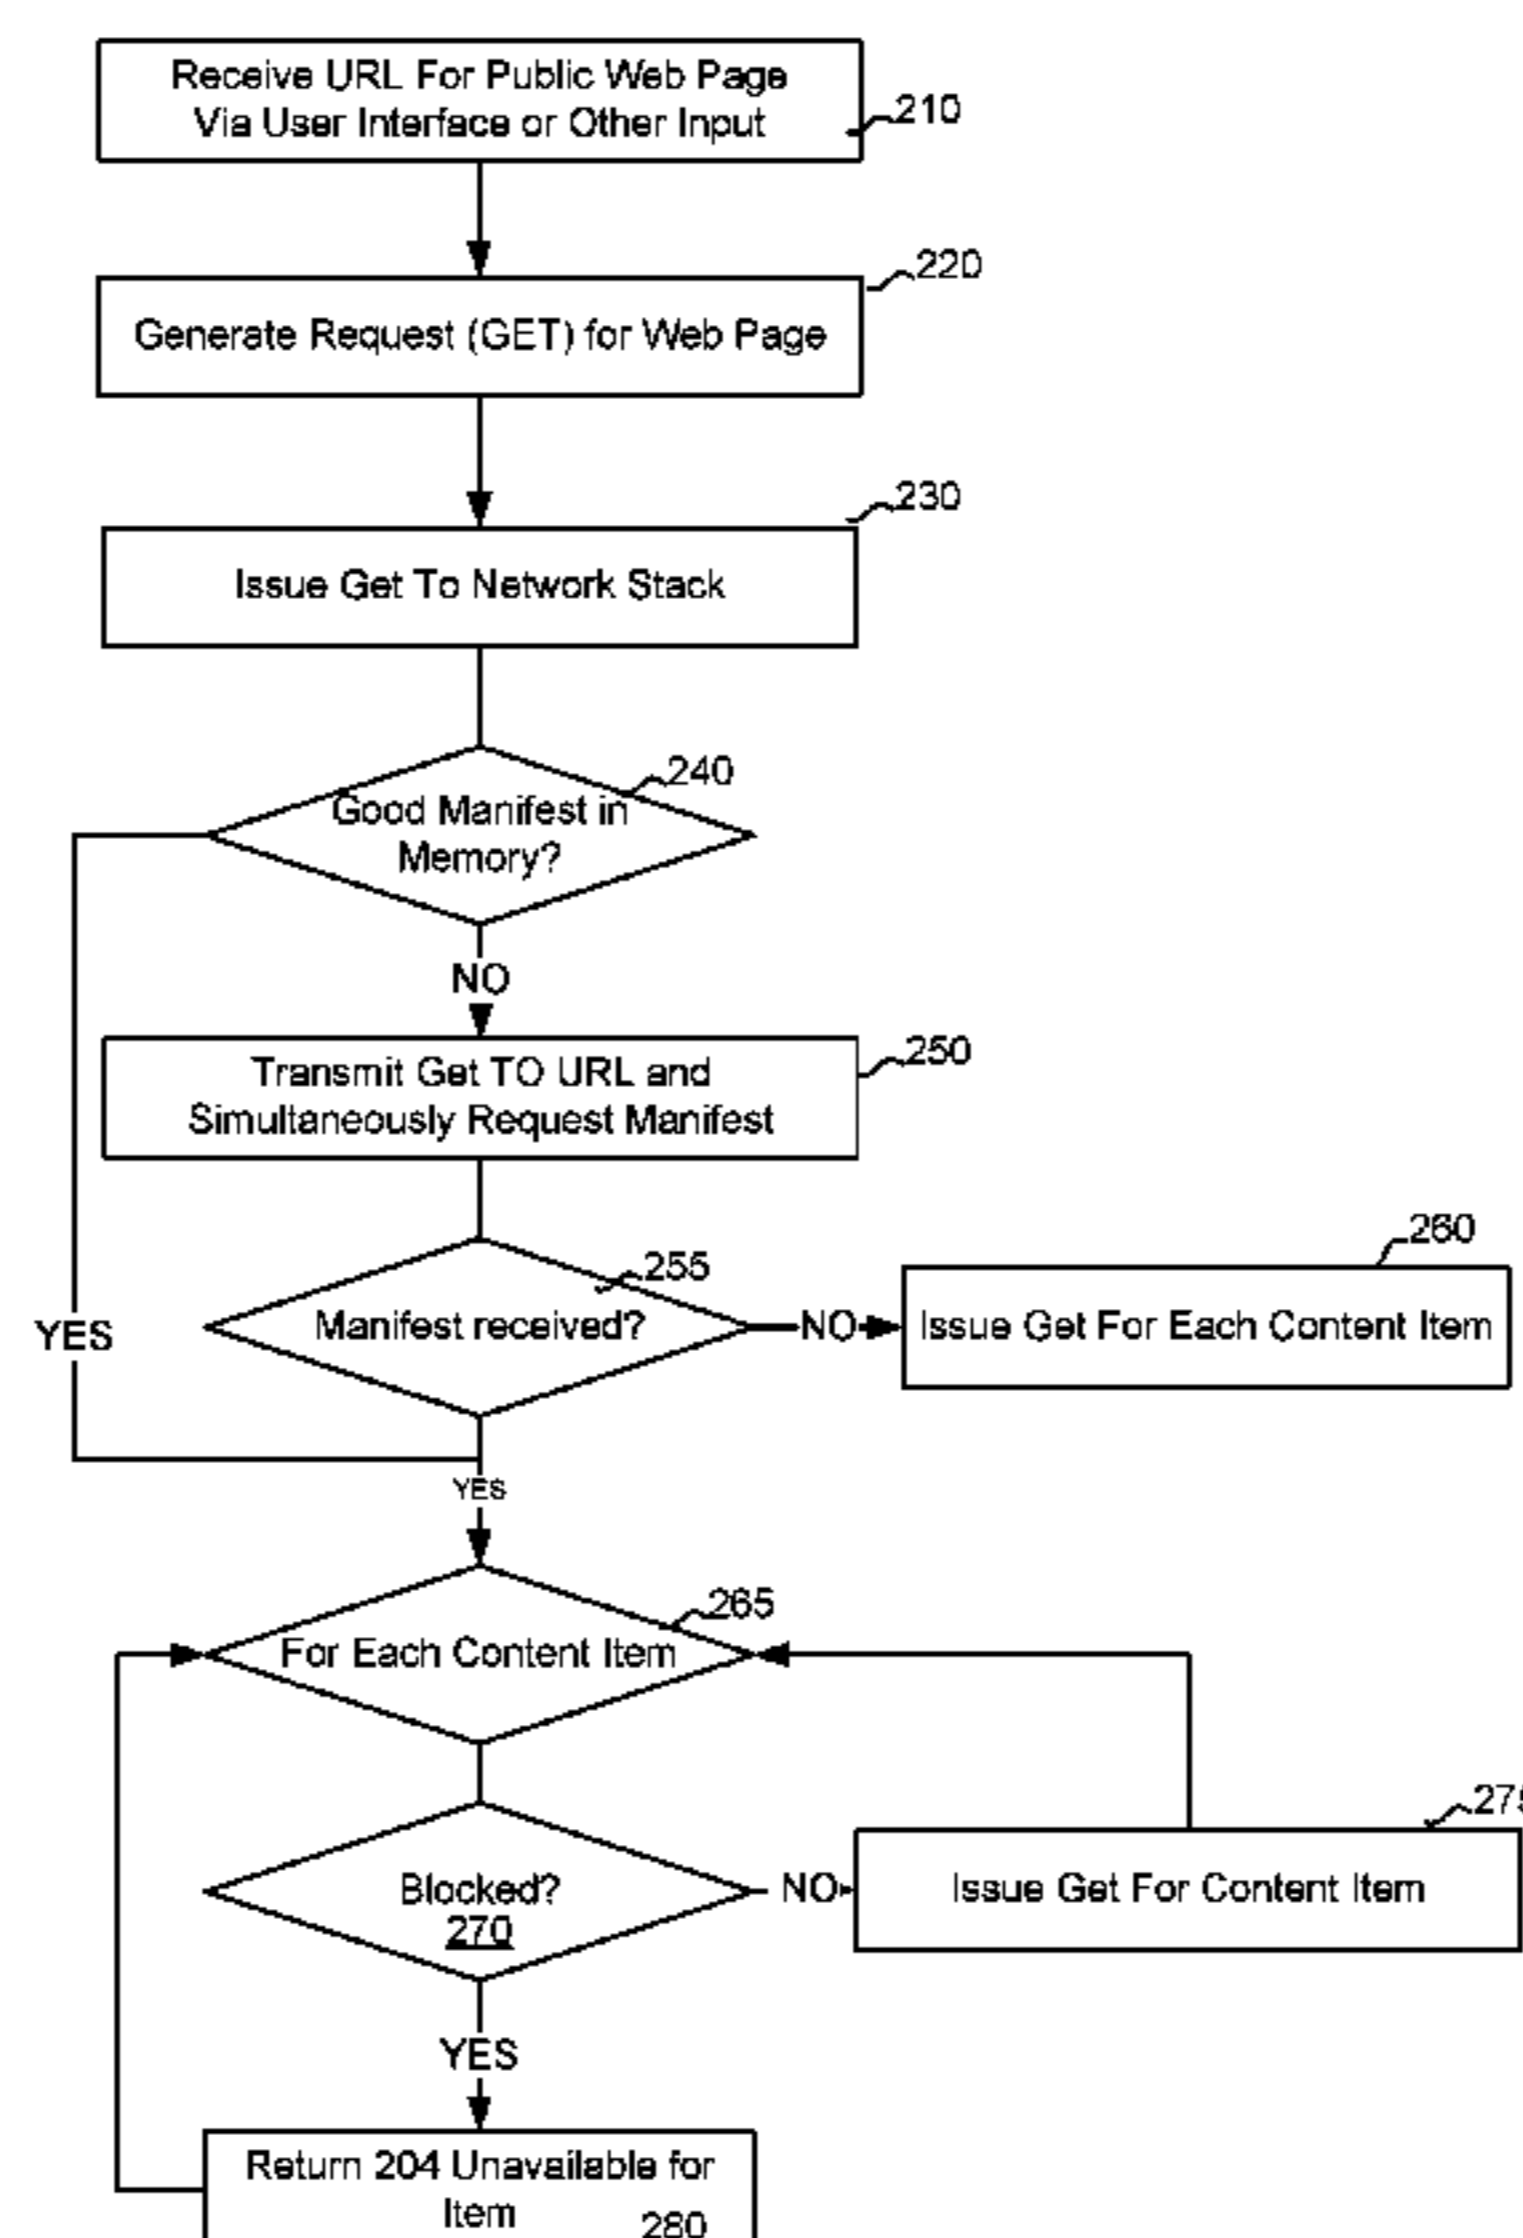 Receive URL For Public Web Page
Via User Interface or Other Input
210
220
Generate Request (GET) for Web Page
230
Issue Get To Network Stack
240
Good Manifest in
Memory?
NO
250
Transmit Get TO URL and
Simultaneously Request Manifest
255
260
Manifest received?
NO
Issue Get For Each Content Item
YES
YES
265
For Each Content Item
275
Blocked?
270
NO
Issue Get For Content Item
YES
Return 204 Unavailable for
Item
280